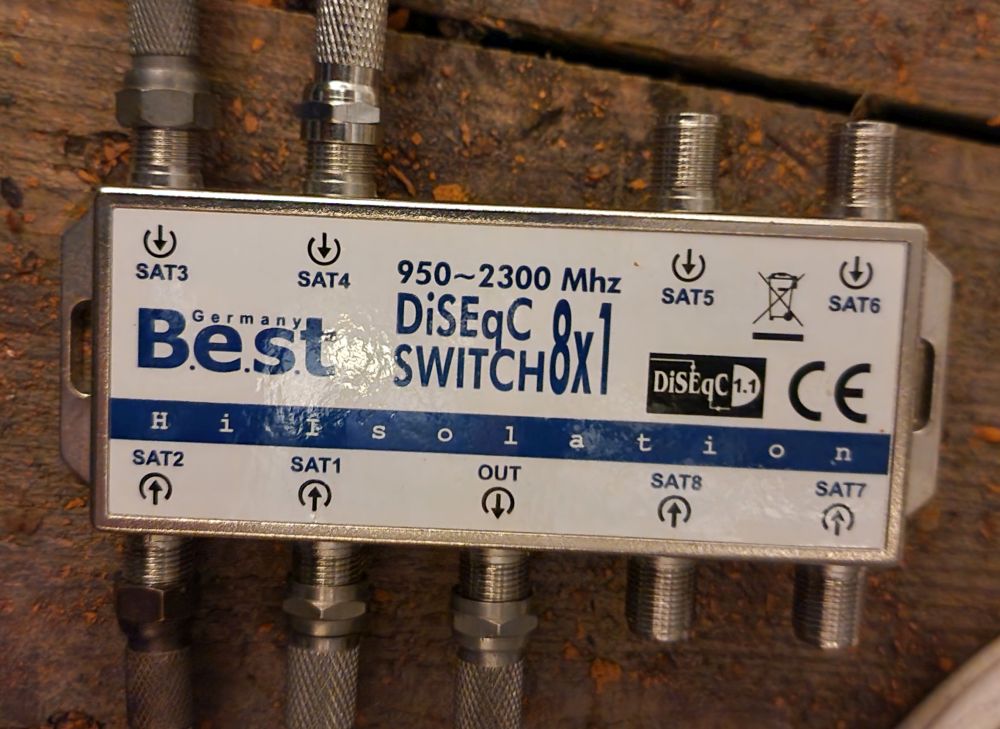 SAT3
SAT4
950~2300 Mhz
SAT5
SAT6
Germany
B.e.s.t
DiSEqC
SWITCH 8x1
DiSEqC 1.1
CE
Hi Isolation
SAT2
SAT1
OUT
SAT8
SAT7